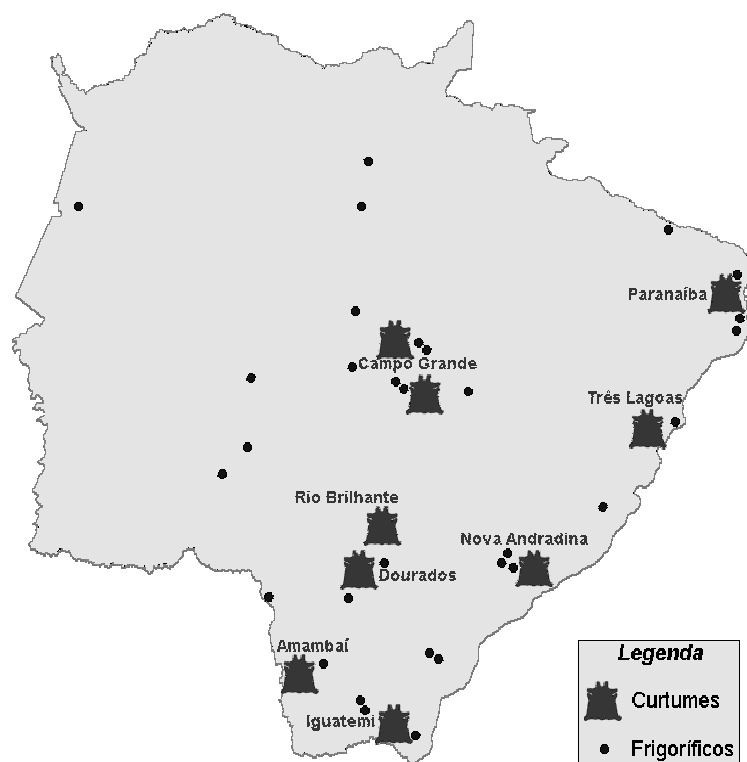 Paranaíba
Campo Grande
Três Lagoas
Rio Brilhante
Nova Andradina
Dourados
Amambaí
Iguatemi
Legenda
Curtumes
Frigoríficos